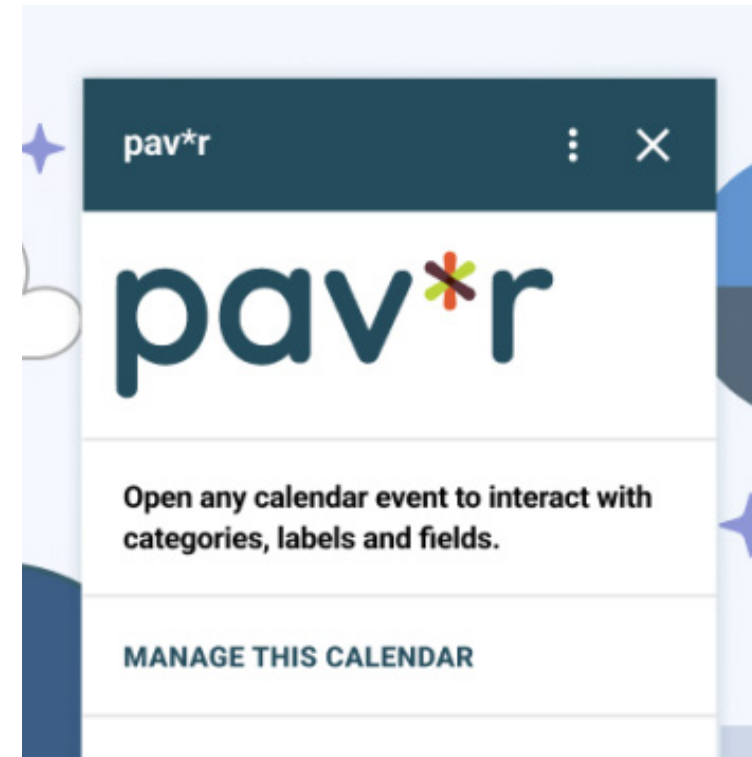 pav*r
pav*r
Open any calendar event to interact with
categories, labels and fields.
MANAGE THIS CALENDAR